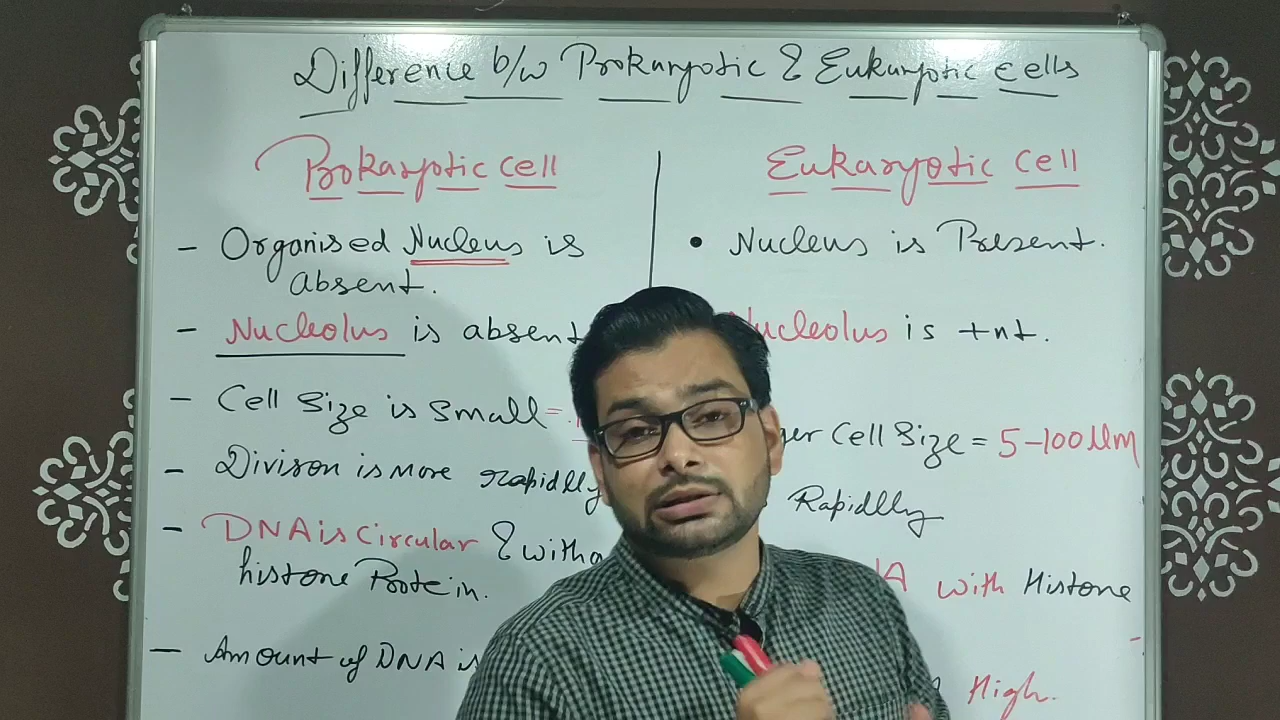 Difference b/w Prokaryotic & Eukaryotic cells
Prokaryotic cell
- Organised Nucleus is
absent.
- Nucleolus is absent
- Cell Size is Small =
- Divison is more rapidlly
- DNA is Circular & with
histone Protein.
- Amount of DNA is
Eukaryotic Cell
• Nucleus is Present.
Nucleolus is +nt.
Cell Size = 5-100 µm
Rapidlly
with Histone
High.